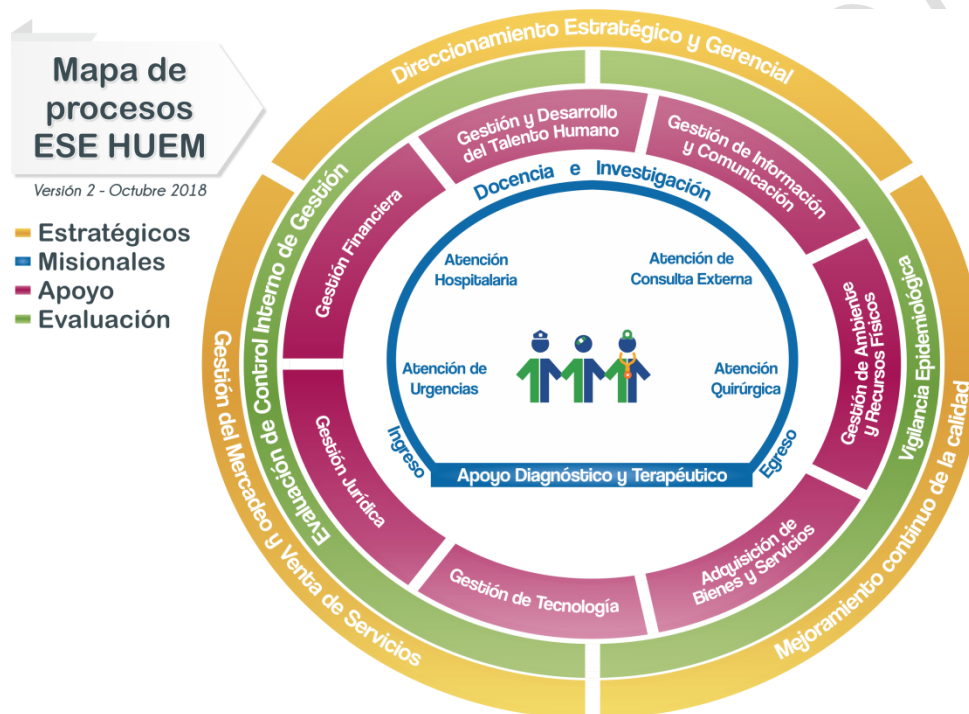 Mapa de
procesos
ESE HUEM
Versión 2 - Octubre 2018
Estratégicos
Misionales
Apoyo
Evaluación
Direccionamiento Estratégico y Gerencial
Gestión del Mercadeo y Venta de Servicios
Mejoramiento continuo de la calidad
Evaluación de Control Interno de Gestión
Vigilancia Epidemiológica
Gestión Financiera
Gestión y Desarrollo
del Talento Humano
Gestión de Información
y Comunicación
Gestión de Ambiente
y Recursos Físicos
Adquisición de
Bienes y Servicios
Gestión de Tecnología
Gestión Jurídica
Docencia e Investigación
Atención
Hospitalaria
Atención de
Consulta Externa
Atención de
Urgencias
Atención
Quirúrgica
Ingreso
Egreso
Apoyo Diagnóstico y Terapéutico